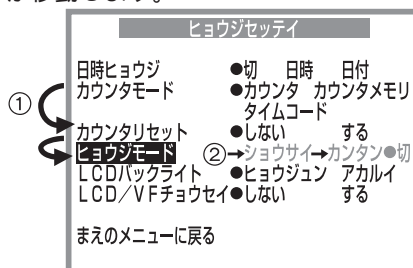 が移動します。
ヒョウジセッテイ
日時ヒョウジ ●切 日時 日付
カウンタモード ●カウンタ カウンタメモリ
タイムコード
① カウンタリセット ●しない する
ヒョウジモード ②→ショウサイ→カンタン●切
LCDバックライト ●ヒョウジュン アカルイ
LCD/VFチョウセイ●しない する
まえのメニューに戻る